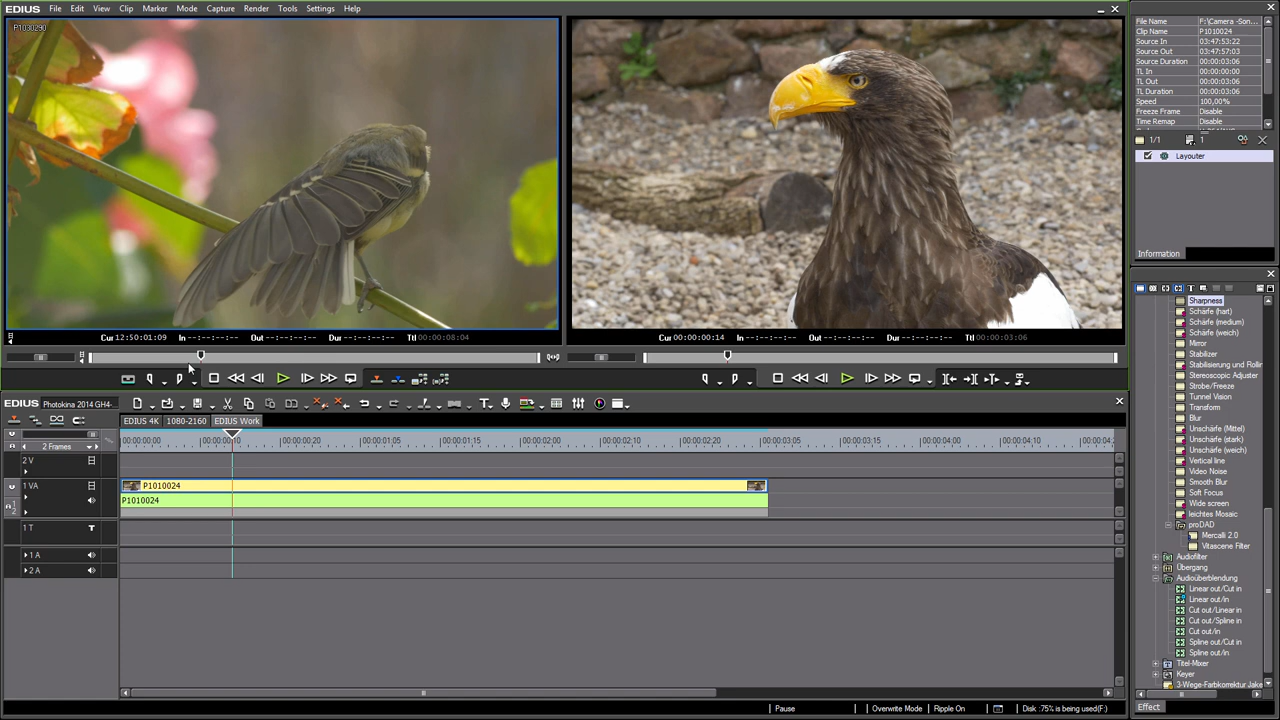 EDIUS File Edit View Clip Marker Mode Capture Render Tools Settings Help
P1030290
Cur 12:50:01:09 In --:--:--:-- Out --:--:--:-- Dur --:--:--:-- Ttl 00:00:08:04
Cur 00:00:00:14 In --:--:--:-- Out --:--:--:-- Dur --:--:--:-- Ttl 00:00:03:06
File Name F:\Camera -Son...
Clip Name P1010024
Source In 03:47:53:22
Source Out 03:47:57:03
Source Duration 00:00:03:06
TL In 00:00:00:00
TL Out 00:00:03:06
TL Duration 00:00:03:06
Speed 100,00%
Freeze Frame Disable
Time Remap Disable
1/1 1
Layouter
Information
EDIUS Photokina 2014 GH4-
EDIUS 4K 1080-2160 EDIUS Work
2 Frames
00:00:00:00 00:00:00:20 00:00:01:05 00:00:01:15 00:00:02:00 00:00:02:10 00:00:02:20 00:00:03:05 00:00:03:15 00:00:04:00 00:00:04:10
2 V
1 VA P1010024
P1010024
1 2
1 T T
1 A
2 A
Sharpness
Schärfe (hart)
Schärfe (medium)
Schärfe (weich)
Mirror
Stabilizer
Stabilisierung und Rolli
Stereoscopic Adjuster
Strobe/Freeze
Tunnel Vision
Transform
Blur
Unschärfe (Mittel)
Unschärfe (stark)
Unschärfe (weich)
Vertical line
Video Noise
Smooth Blur
Soft Focus
Wide screen
leichtes Mosaic
proDAD
Mercalli 2.0
Vitascene Filter
Audiofilter
Übergang
Audioüberblendung
Linear out/Cut in
Linear out/in
Cut out/Linear in
Cut out/Spline in
Cut out/in
Spline out/Cut in
Spline out/in
Titel-Mixer
Keyer
3-Wege-Farbkorrektur Jake
Effect
Pause Overwrite Mode Ripple On Disk :75% is being used(F:)